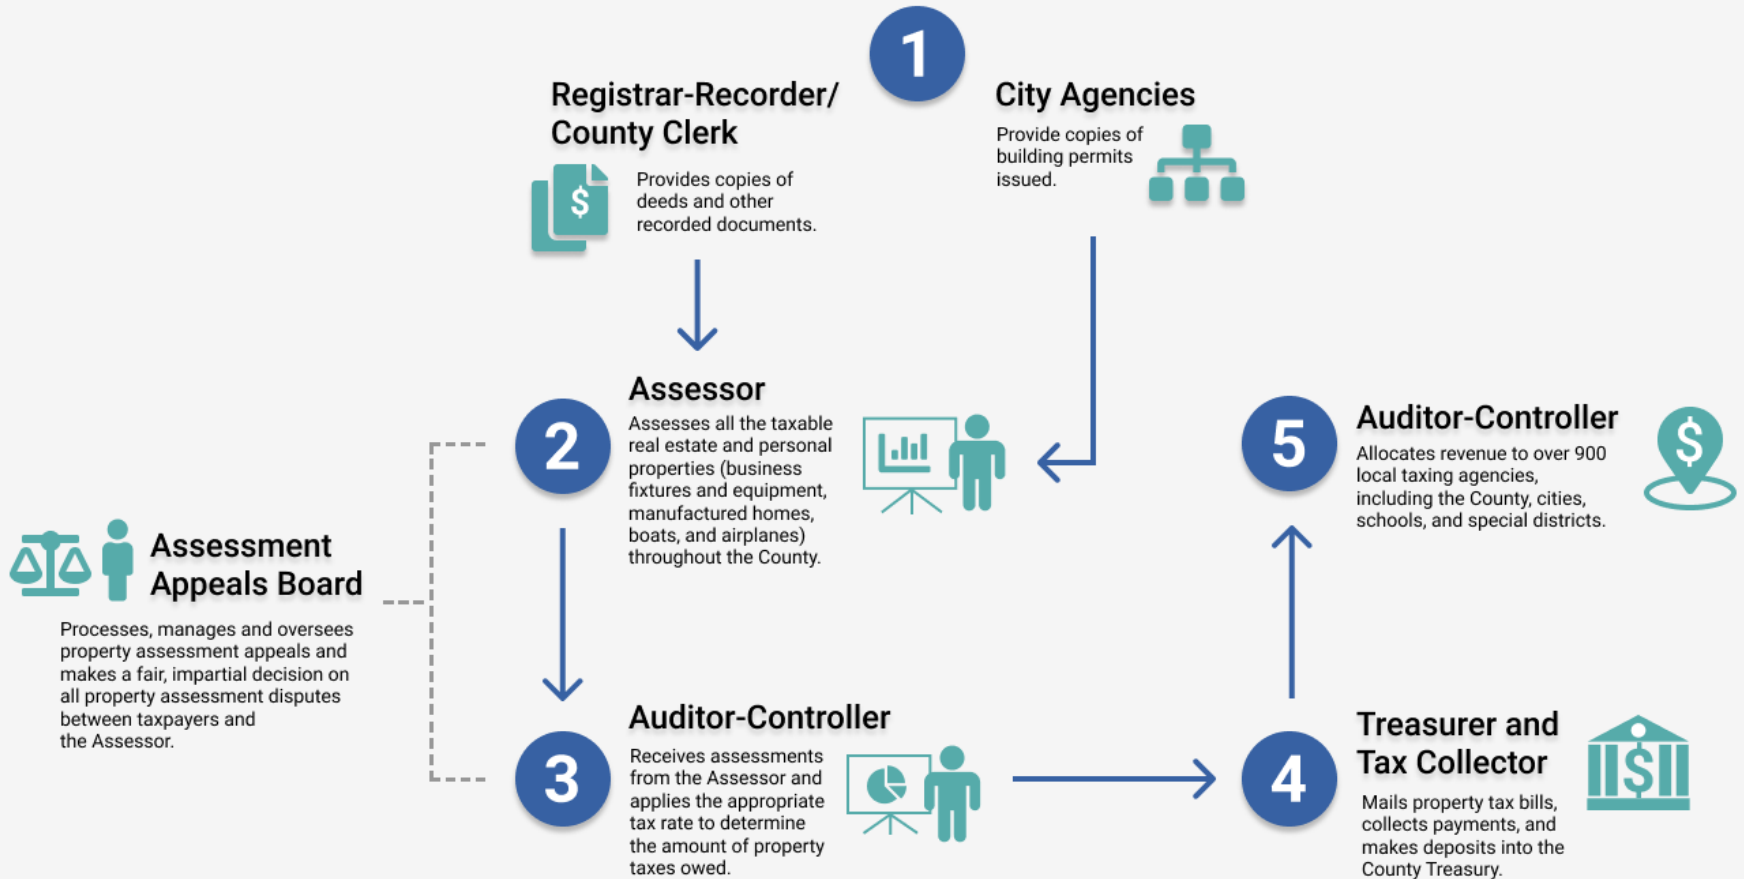 1
Registrar-Recorder/
County Clerk
$
Provides copies of
deeds and other
recorded documents.
City Agencies
Provide copies of
building permits
issued.
2
Assessor
Assesses all the taxable
real estate and personal
properties (business
fixtures and equipment,
manufactured homes,
boats, and airplanes)
throughout the County.
Assessment
Appeals Board
Processes, manages and oversees
property assessment appeals and
makes a fair, impartial decision on
all property assessment disputes
between taxpayers and
the Assessor.
3
Auditor-Controller
Receives assessments
from the Assessor and
applies the appropriate
tax rate to determine
the amount of property
taxes owed.
4
Treasurer and
Tax Collector
$
Mails property tax bills,
collects payments, and
makes deposits into the
County Treasury.
5
Auditor-Controller
$
Allocates revenue to over 900
local taxing agencies,
including the County, cities,
schools, and special districts.